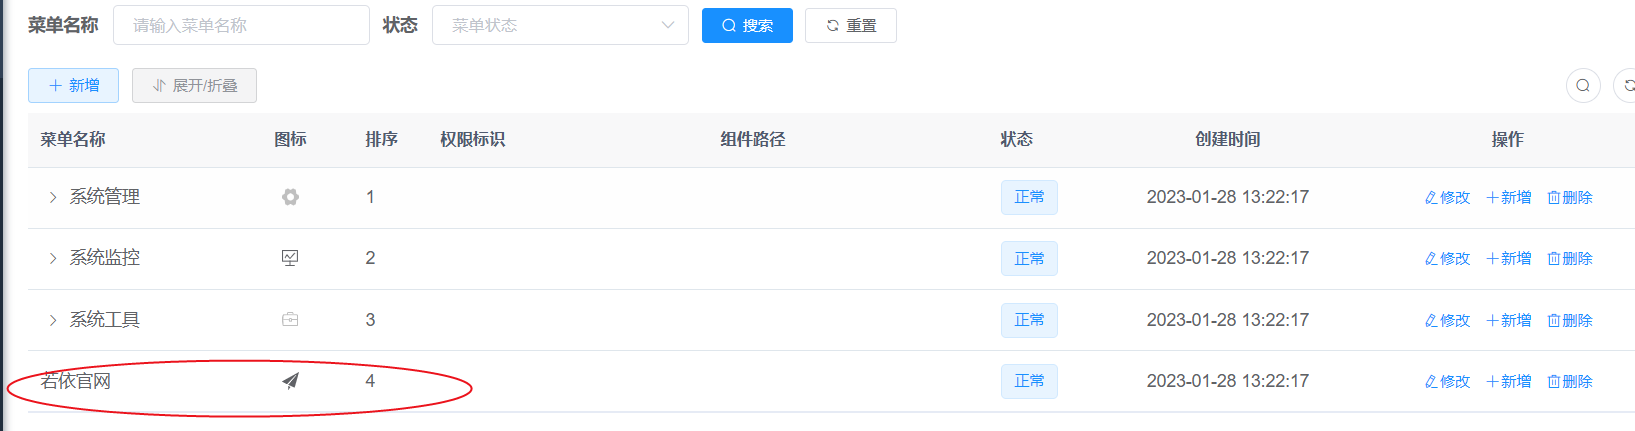 菜单名称 请输入菜单名称 状态 菜单状态 搜索 重置
新增 展开/折叠
菜单名称 图标 排序 权限标识 组件路径 状态 创建时间 操作
系统管理 1 正常 2023-01-28 13:22:17 修改 新增 删除
系统监控 2 正常 2023-01-28 13:22:17 修改 新增 删除
系统工具 3 正常 2023-01-28 13:22:17 修改 新增 删除
若依官网 4 正常 2023-01-28 13:22:17 修改 新增 删除